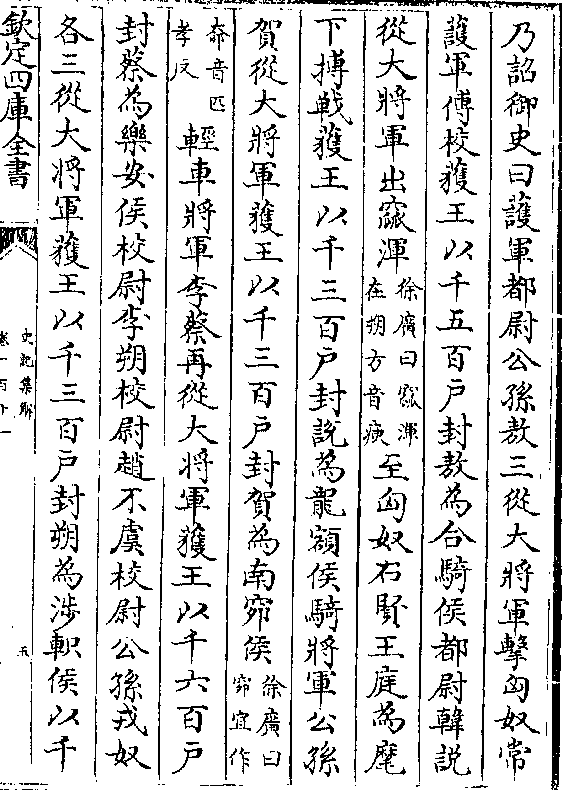 乃詔御史曰護軍都尉公孫敖三從大將軍擊匈奴常
護軍傅校獲王以千五百户封敖為合騎侯都尉韓説
從大將軍出窳渾徐廣曰窳渾在朔方音庾至匈奴右賢王庭為麾
下搏戰獲王以千三百户封説為龍頟侯騎將軍公孫
賀從大將軍獲王以千三百户封賀為南窌侯徐廣曰窌宜作
奅音匹孝反輕車將軍李蔡再從大將軍獲王以千六百户
封蔡為樂安侯校尉李朔校尉趙不虞校尉公孫戎奴
各三從大將軍獲王以千三百户封朔為涉軹侯以千
欽定四庫全書
史記集解
卷一百十一
五